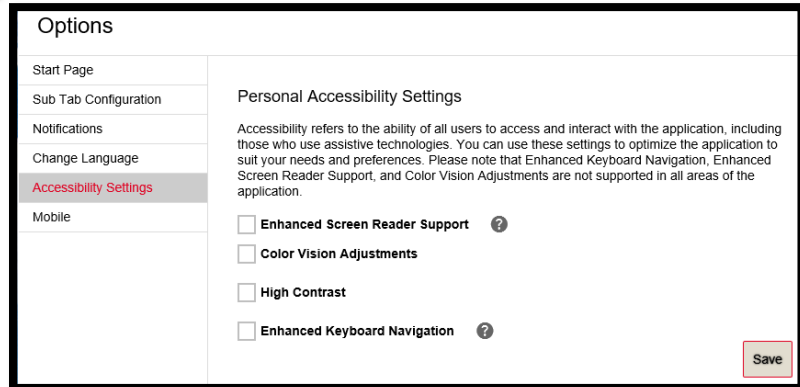 Options
Start Page
Sub Tab Configuration
Notifications
Change Language
Accessibility Settings
Mobile
Personal Accessibility Settings
Accessibility refers to the ability of all users to access and interact with the application, including
those who use assistive technologies. You can use these settings to optimize the application to
suit your needs and preferences. Please note that Enhanced Keyboard Navigation, Enhanced
Screen Reader Support, and Color Vision Adjustments are not supported in all areas of the
application.
Enhanced Screen Reader Support ?
Color Vision Adjustments
High Contrast
Enhanced Keyboard Navigation ?
Save